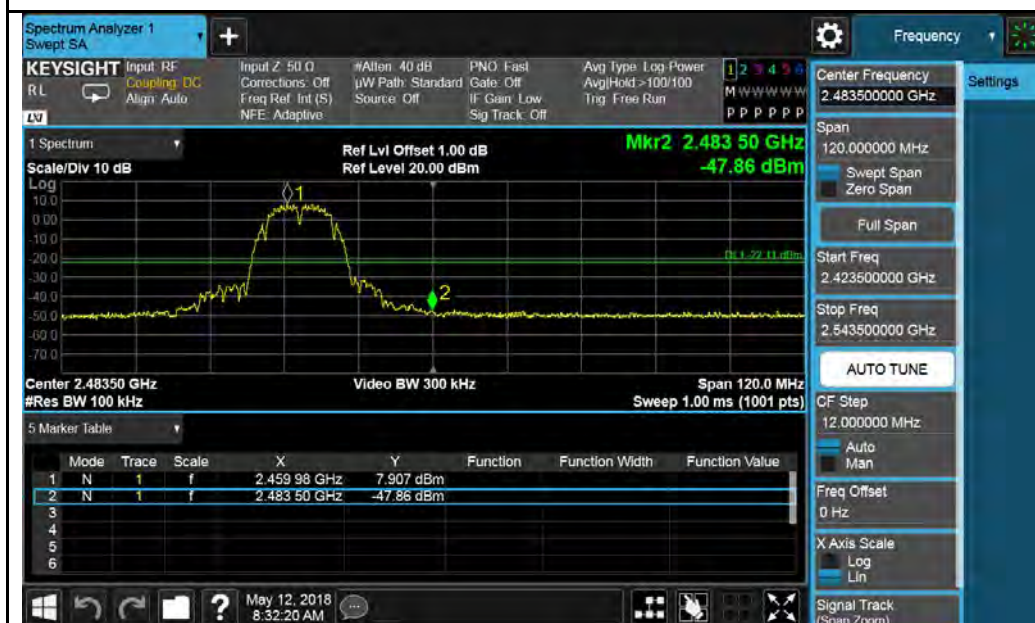 Spectrum Analyzer 1
Swept SA
+
Frequency
KEYSIGHT
RL
LXI
Input: RF
Coupling: DC
Align: Auto
Input Z: 50 Ω
Corrections: Off
Freq Ref: Int (S)
NFE: Adaptive
#Atten: 40 dB
µW Path: Standard
Source: Off
PNO: Fast
Gate: Off
IF Gain: Low
Sig Track: Off
Avg Type: Log-Power
Avg|Hold: >100/100
Trig: Free Run
1 2 3 4 5 6
M W W W W W
P P P P P P
1 Spectrum
Scale/Div 10 dB
Ref Lvl Offset 1.00 dB
Ref Level 20.00 dBm
Mkr2 2.483 50 GHz
-47.86 dBm
Log
10.0
0.00
-10.0
-20.0
-30.0
-40.0
-50.0
-60.0
-70.0
1
2
DL1 -22.11 dBm
Center 2.48350 GHz
#Res BW 100 kHz
Video BW 300 kHz
Span 120.0 MHz
Sweep 1.00 ms (1001 pts)
5 Marker Table
Mode Trace Scale X Y Function Function Width Function Value
1 N 1 f 2.459 98 GHz 7.907 dBm
2 N 1 f 2.483 50 GHz -47.86 dBm
3
4
5
6
Center Frequency
2.483500000 GHz
Settings
Span
120.000000 MHz
Swept Span
Zero Span
Full Span
Start Freq
2.423500000 GHz
Stop Freq
2.543500000 GHz
AUTO TUNE
CF Step
12.000000 MHz
Auto
Man
Freq Offset
0 Hz
X Axis Scale
Log
Lin
Signal Track
(Span Zoom)
?
May 12, 2018
8:32:20 AM